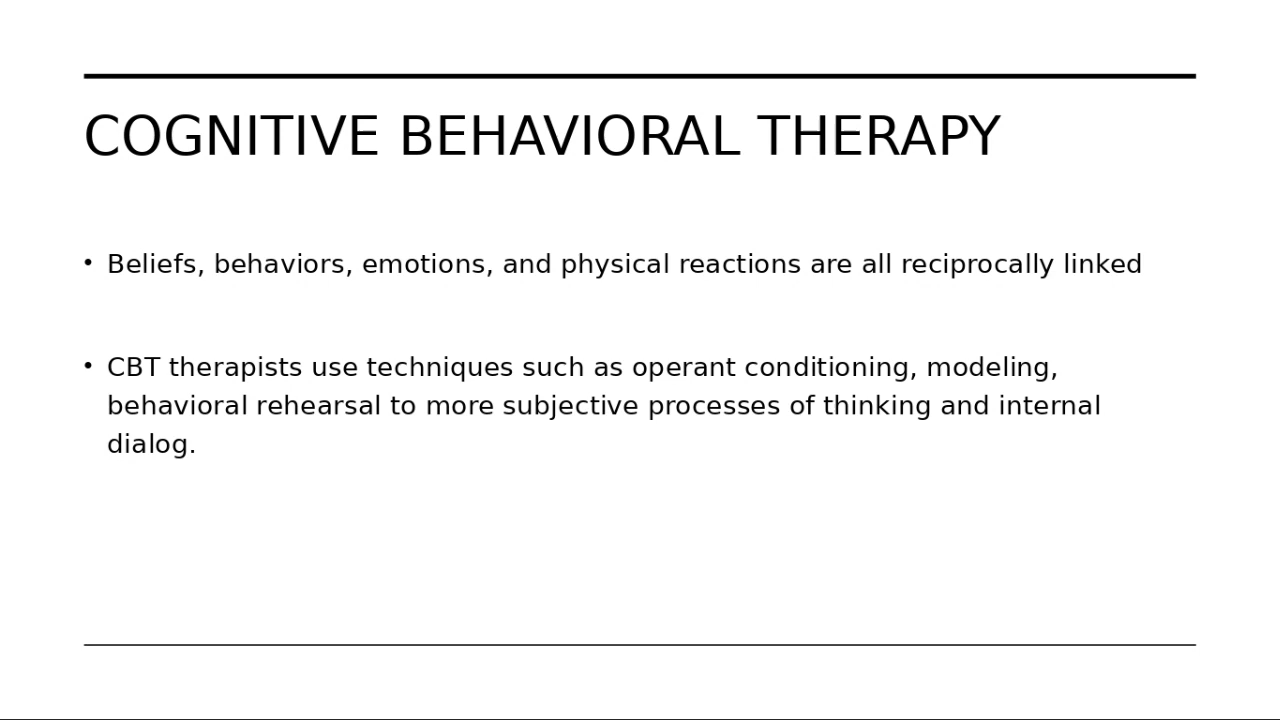 COGNITIVE BEHAVIORAL THERAPY
• Beliefs, behaviors, emotions, and physical reactions are all reciprocally linked
• CBT therapists use techniques such as operant conditioning, modeling,
behavioral rehearsal to more subjective processes of thinking and internal
dialog.